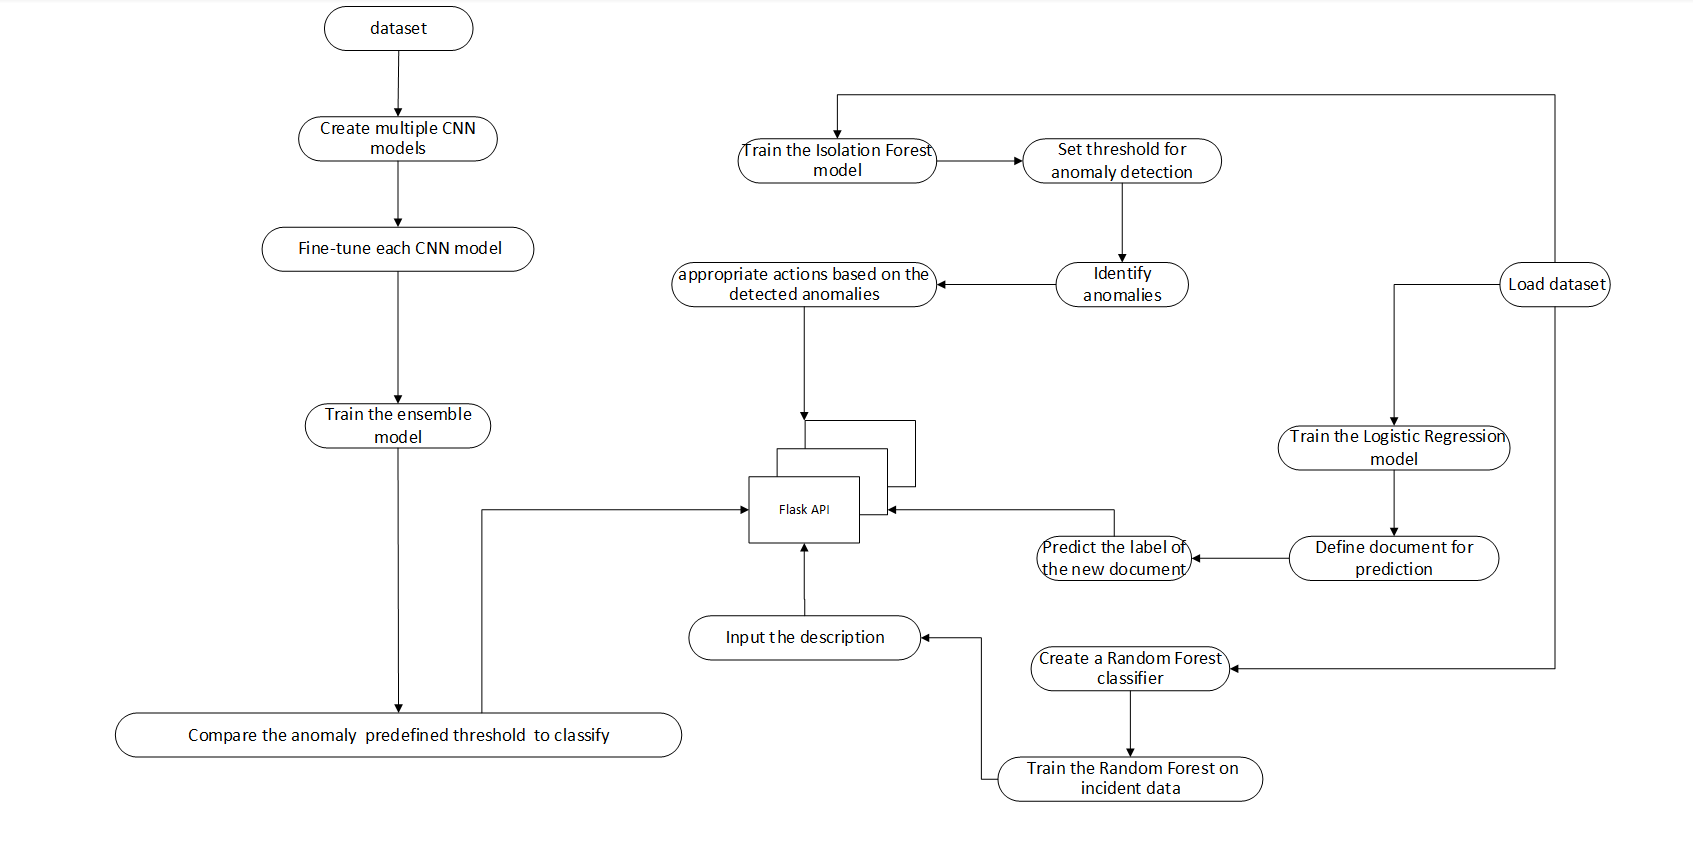 dataset
Create multiple CNN
models
Fine-tune each CNN model
Train the ensemble
model
Compare the anomaly  predefined threshold  to classify
Train the Isolation Forest
model
Set threshold for
anomaly detection
Identify
anomalies
appropriate actions based on the
detected anomalies
Load dataset
Flask API
Train the Logistic Regression
model
Define document for
prediction
Predict the label of
the new document
Input the description
Create a Random Forest
classifier
Train the Random Forest on
incident data